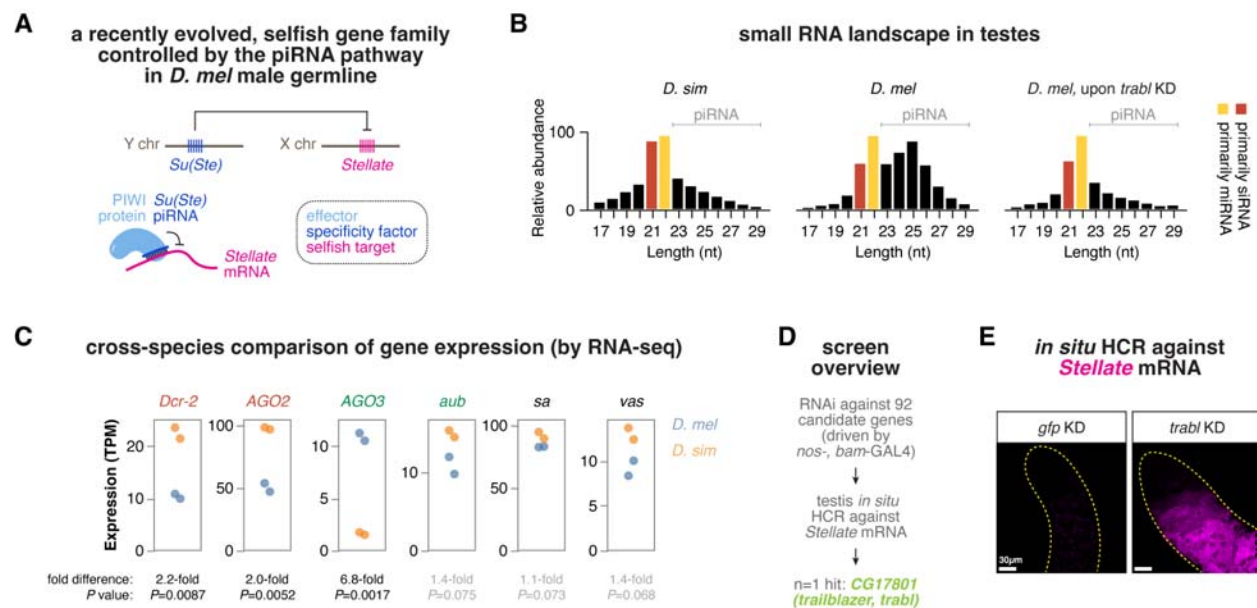 A
a recently evolved, selfish gene family
controlled by the piRNA pathway
in D. mel male germline
Y chr
Su(Ste)
X chr
Stellate
PIWI
protein
Su(Ste)
piRNA
Stellate
mRNA
effector
specificity factor
selfish target
B
small RNA landscape in testes
D. sim
D. mel
D. mel, upon trabl KD
piRNA
piRNA
piRNA
primarily siRNA
primarily miRNA
Relative abundance
100
0
17 19 21 23 25 27 29
17 19 21 23 25 27 29
17 19 21 23 25 27 29
Length (nt)
Length (nt)
Length (nt)
C
cross-species comparison of gene expression (by RNA-seq)
Dcr-2
AGO2
AGO3
aub
sa
vas
D. mel
D. sim
Expression (TPM)
20
10
0
100
50
0
10
5
0
10
0
100
50
0
10
0
fold difference: 2.2-fold 2.0-fold 6.8-fold 1.4-fold 1.1-fold 1.4-fold
P value: P=0.0087 P=0.0052 P=0.0017 P=0.075 P=0.073 P=0.068
D
screen
overview
RNAi against 92
candidate genes
(driven by
nos-, bam-GAL4)
testis in situ
HCR against
Stellate mRNA
n=1 hit: CG17801
(trailblazer, trabl)
E
in situ HCR against
Stellate mRNA
gfp KD
trabl KD
30µm